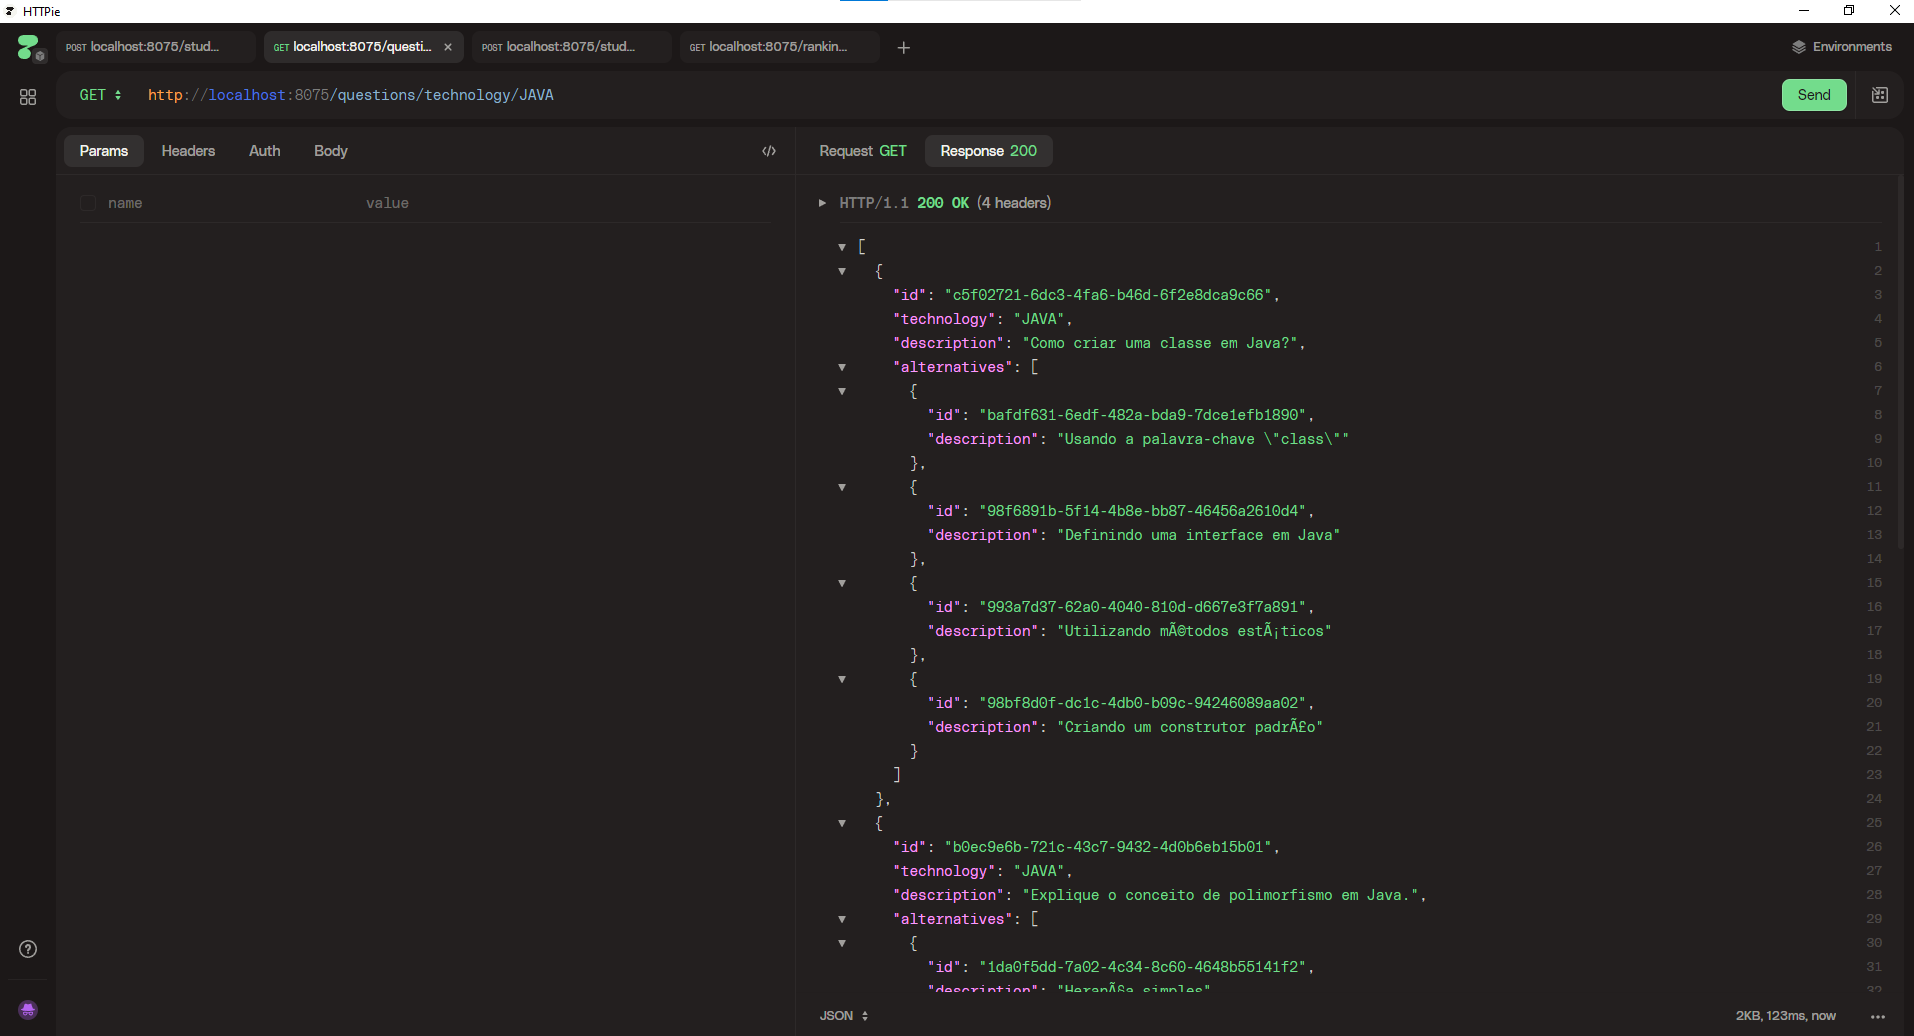 HTTPie
POST localhost:8075/stud...
GET localhost:8075/questi...
POST localhost:8075/stud...
GET localhost:8075/rankin...
Environments
GET
http://localhost:8075/questions/technology/JAVA
Send
Params
Headers
Auth
Body
Request GET
Response 200
name
value
HTTP/1.1 200 OK (4 headers)
[ 1
{ 2
"id": "c5f02721-6dc3-4fa6-b46d-6f2e8dca9c66", 3
"technology": "JAVA", 4
"description": "Como criar uma classe em Java?", 5
"alternatives": [ 6
{ 7
"id": "bafdf631-6edf-482a-bda9-7dce1efb1890", 8
"description": "Usando a palavra-chave \"class\"" 9
}, 10
{ 11
"id": "98f6891b-5f14-4b8e-bb87-46456a2610d4", 12
"description": "Definindo uma interface em Java" 13
}, 14
{ 15
"id": "993a7d37-62a0-4040-810d-d667e3f7a891", 16
"description": "Utilizando mÃ©todos estÃ¡ticos" 17
}, 18
{ 19
"id": "98bf8d0f-dc1c-4db0-b09c-94246089aa02", 20
"description": "Criando um construtor padrÃ£o" 21
} 22
] 23
}, 24
{ 25
"id": "b0ec9e6b-721c-43c7-9432-4d0b6eb15b01", 26
"technology": "JAVA", 27
"description": "Explique o conceito de polimorfismo em Java.", 28
"alternatives": [ 29
{ 30
"id": "1da0f5dd-7a02-4c34-8c60-4648b55141f2", 31
"description": "HeranÃ§a simples" 32
JSON
2KB, 123ms, now